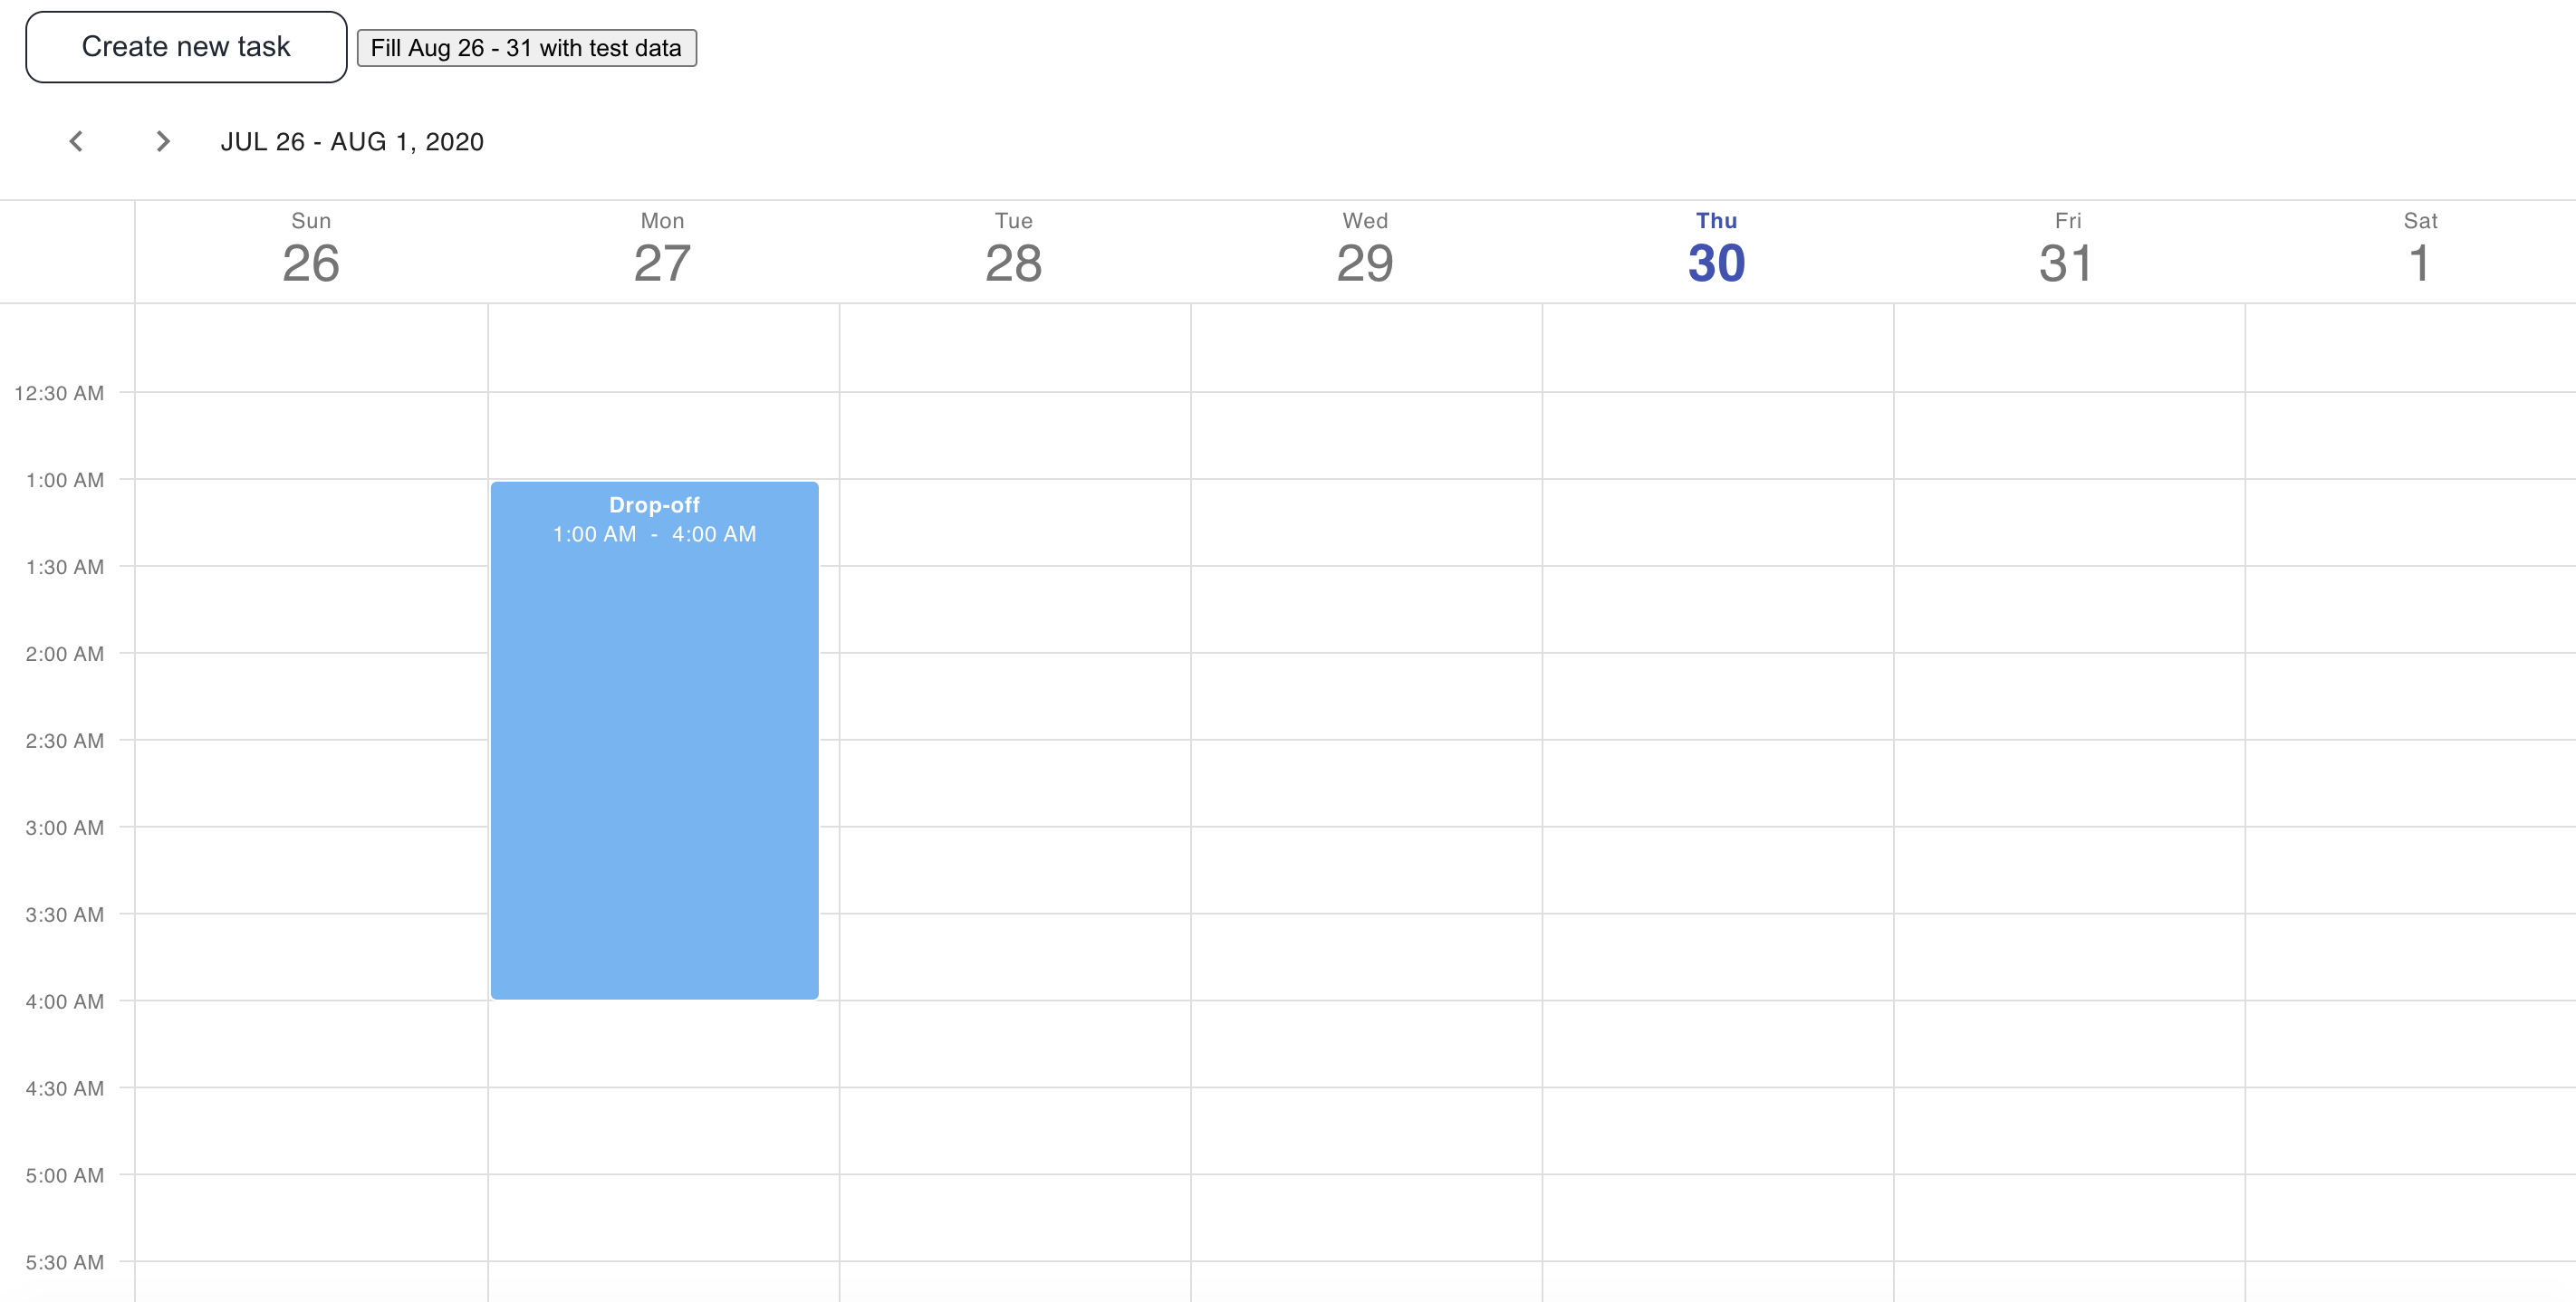 Create new task
Fill Aug 26 - 31 with test data
JUL 26 - AUG 1, 2020
Sun Mon Tue Wed Thu Fri Sat
26 27 28 29 30 31 1
12:30 AM
1:00 AM
Drop-off
1:00 AM - 4:00 AM
1:30 AM
2:00 AM
2:30 AM
3:00 AM
3:30 AM
4:00 AM
4:30 AM
5:00 AM
5:30 AM